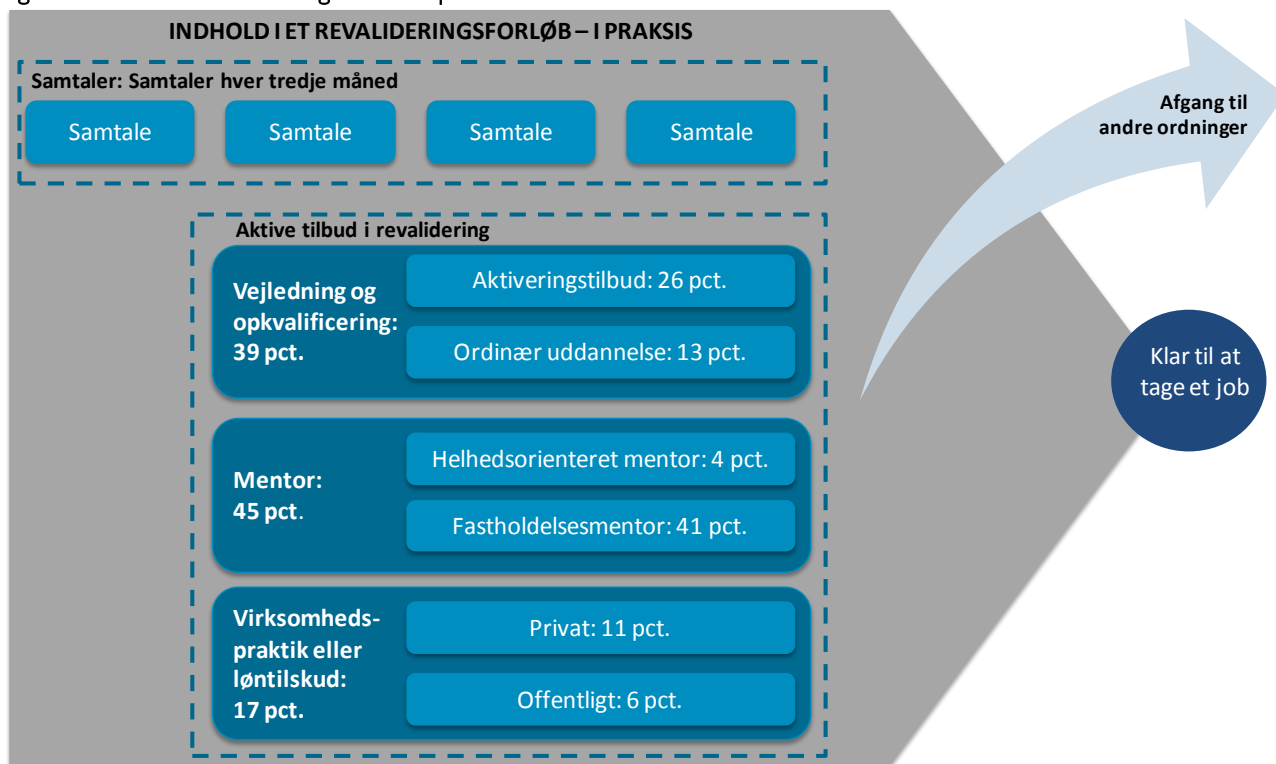 INDHOLD I ET REVALIDERINGSFORLØB – I PRAKSIS
Samtaler: Samtaler hver tredje måned
Samtale
Samtale
Samtale
Samtale
Afgang til
andre ordninger
Aktive tilbud i revalidering
Vejledning og
opkvalificering:
39 pct.
Aktiveringstilbud: 26 pct.
Ordinær uddannelse: 13 pct.
Klar til at
tage et job
Mentor:
45 pct.
Helhedsorienteret mentor: 4 pct.
Fastholdelsesmentor: 41 pct.
Virksomheds-
praktik eller
løntilskud:
17 pct.
Privat: 11 pct.
Offentligt: 6 pct.